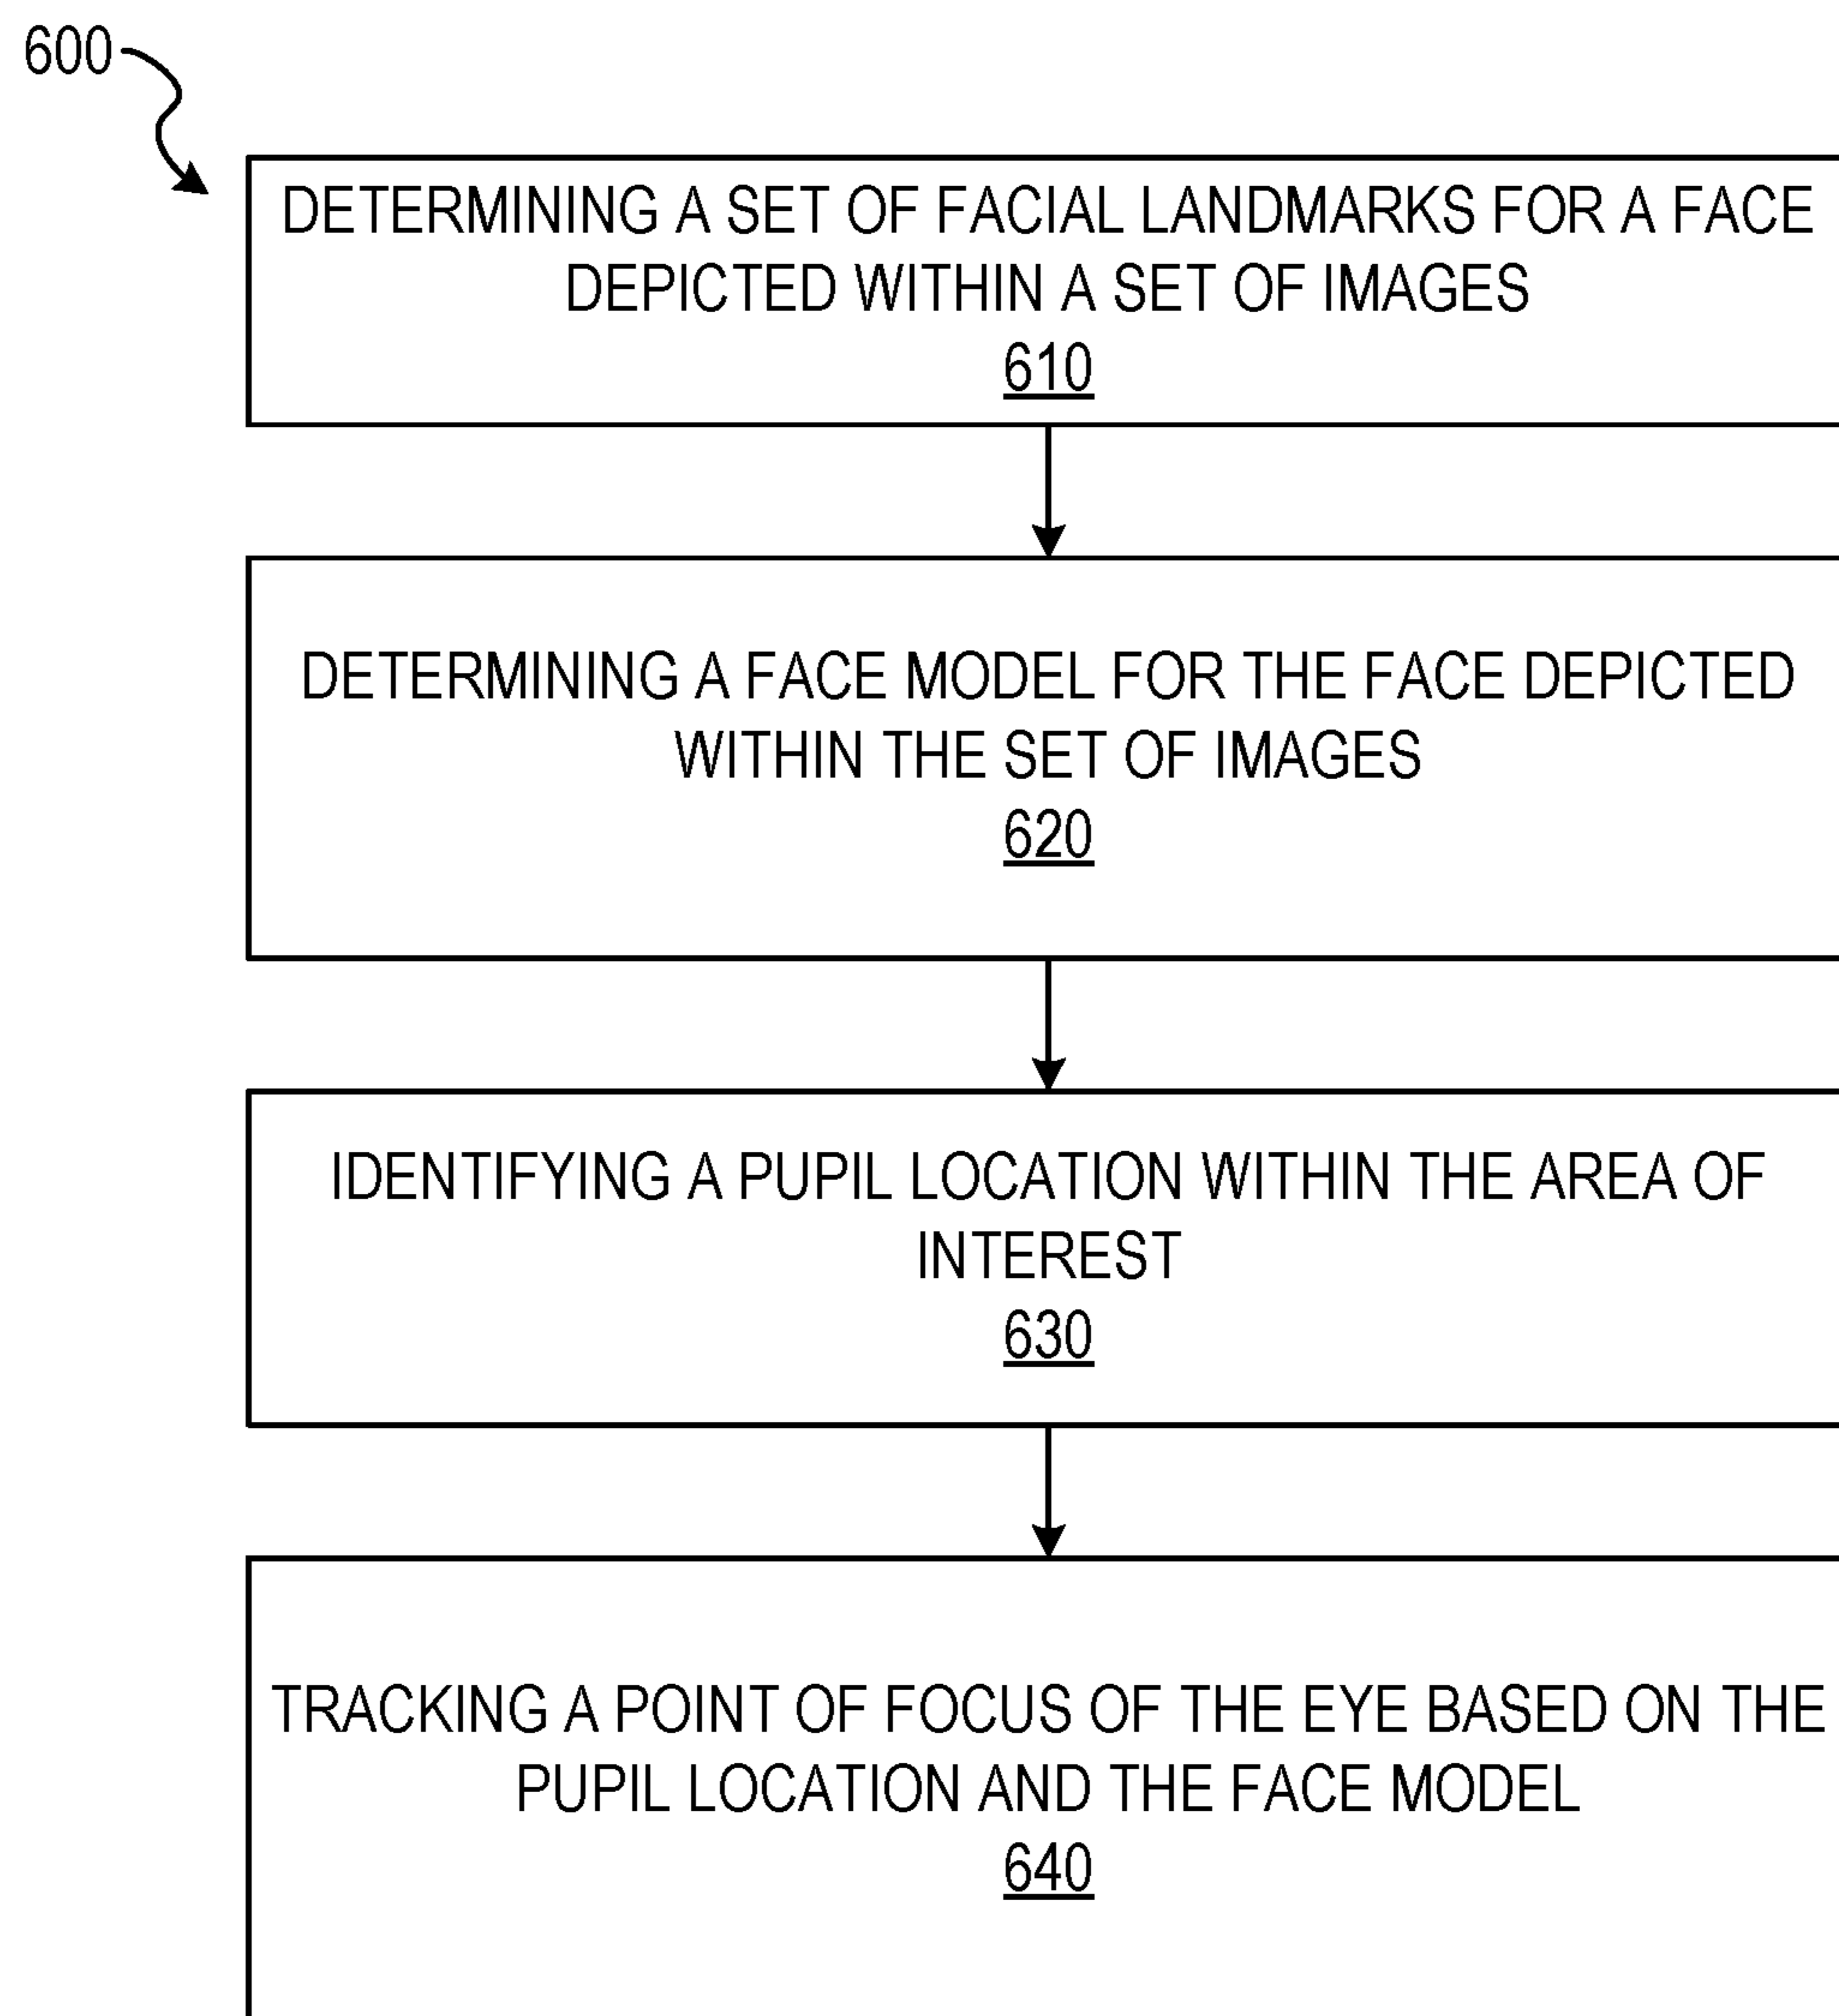 600
DETERMINING A SET OF FACIAL LANDMARKS FOR A FACE
DEPICTED WITHIN A SET OF IMAGES
610
DETERMINING A FACE MODEL FOR THE FACE DEPICTED
WITHIN THE SET OF IMAGES
620
IDENTIFYING A PUPIL LOCATION WITHIN THE AREA OF
INTEREST
630
TRACKING A POINT OF FOCUS OF THE EYE BASED ON THE
PUPIL LOCATION AND THE FACE MODEL
640